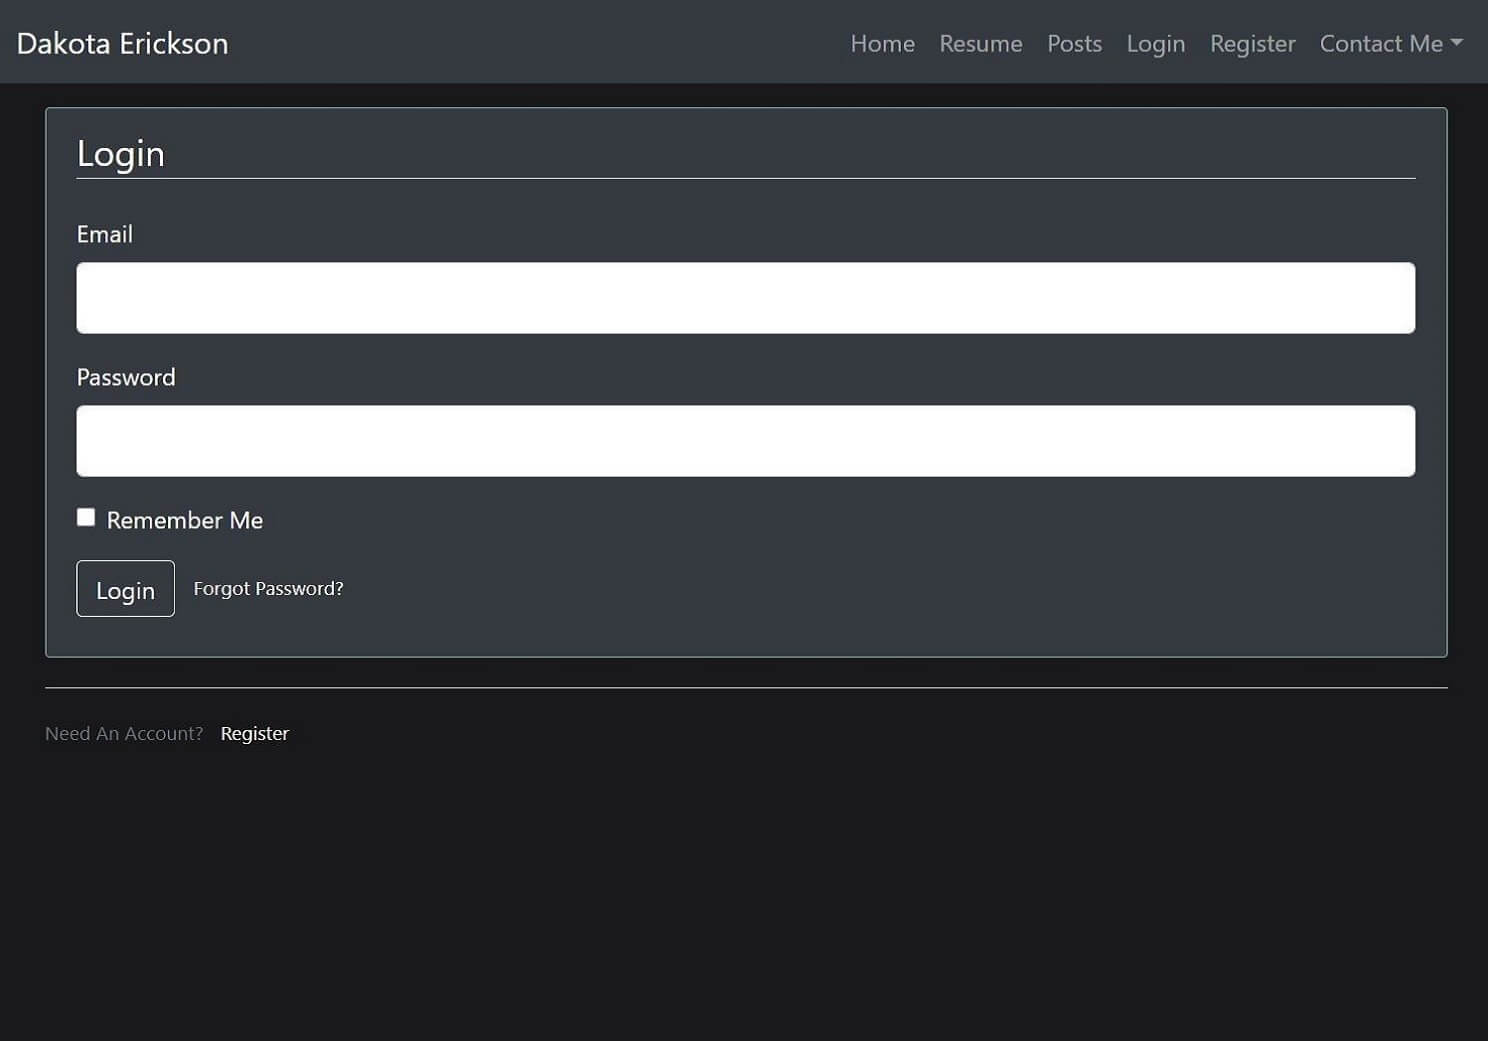 Dakota Erickson
Home Resume Posts Login Register Contact Me
Login
Email
Password
Remember Me
Login Forgot Password?
Need An Account? Register